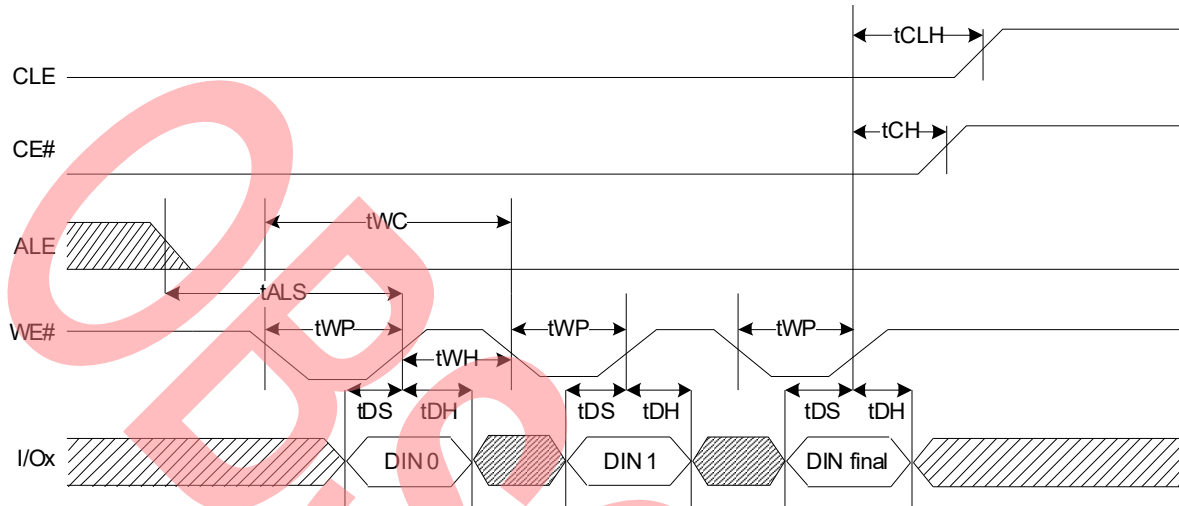 tCLH
CLE
tCH
CE#
tWC
ALE
tALS
WE#
tWP
tWP
tWP
tWH
tDS
tDH
tDS
tDH
tDS
tDH
I/Ox
DIN 0
DIN 1
DIN final